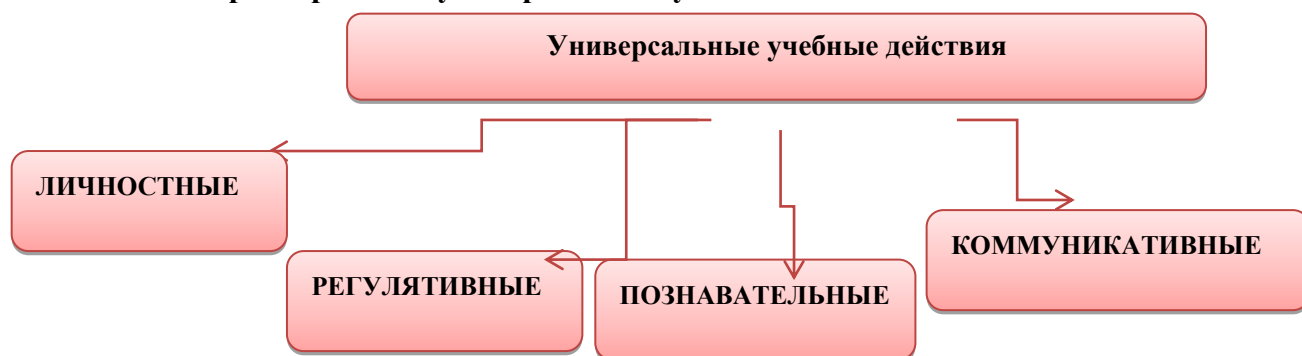 Универсальные учебные действия
ЛИЧНОСТНЫЕ
РЕГУЛЯТИВНЫЕ
ПОЗНАВАТЕЛЬНЫЕ
КОММУНИКАТИВНЫЕ